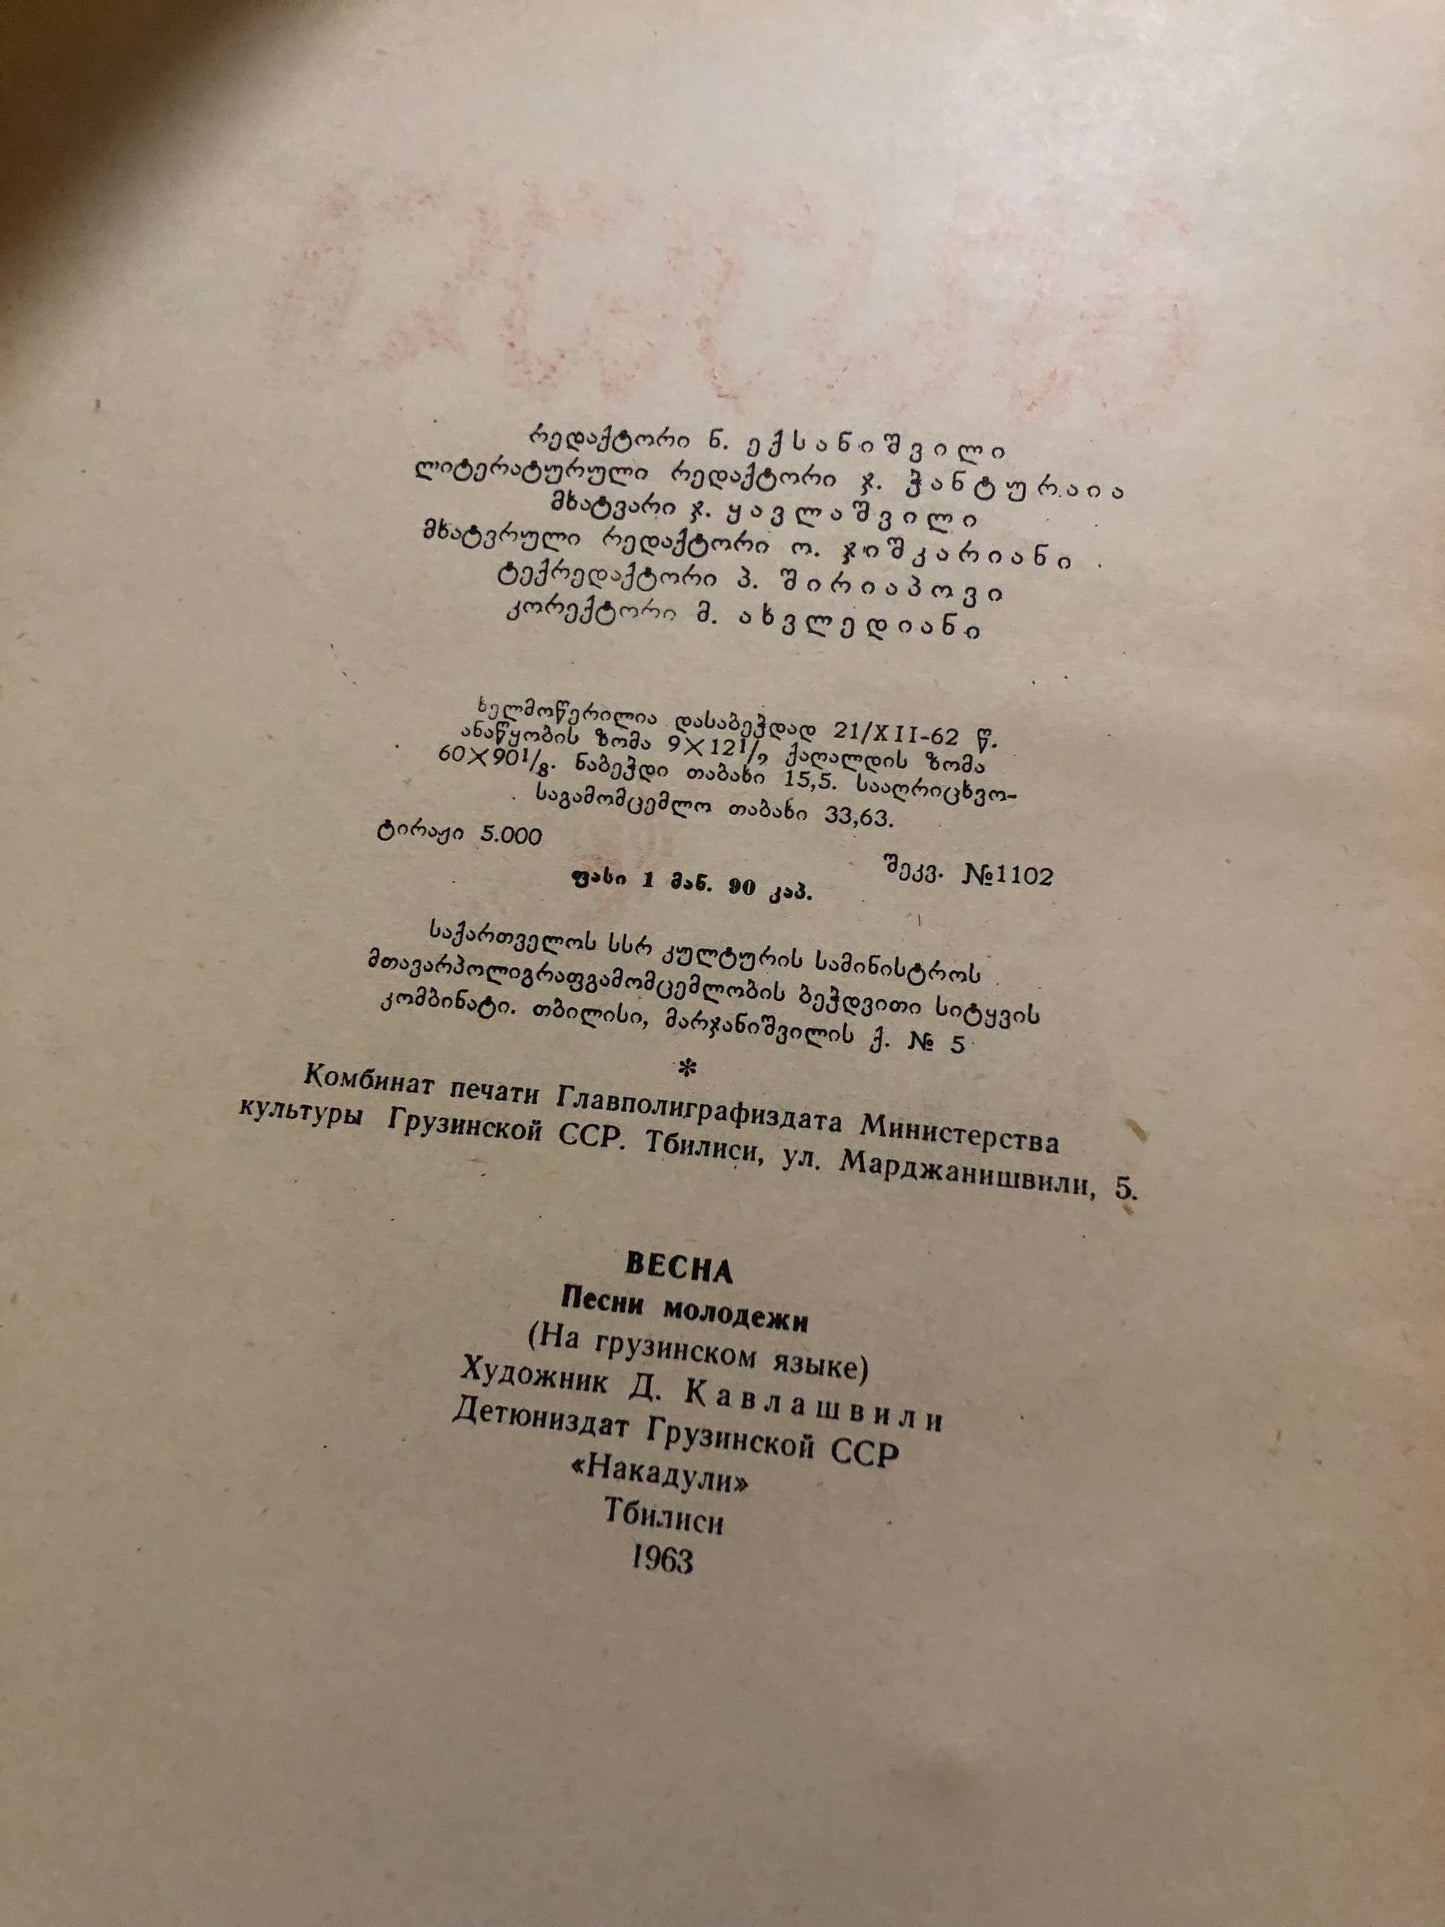 რედაქტორი ნ. ექსანიშვილი
ლიტერატურული რედაქტორი ჯ. ჭანტურაია
მხატვარი ჯ. ყავლაშვილი
მხატვრული რედაქტორი ო. ჯიშკარიანი
ტექრედაქტორი პ. შირიაპოვი
კორექტორი მ. ახვლედიანი
ხელმოწერილია დასაბეჭდად 21/XII-62 წ.
ანაწყობის ზომა 9×12 1/2 ქაღალდის ზომა
60×90 1/8. ნაბეჭდი თაბახი 15,5. სააღრიცხვო-
საგამომცემლო თაბახი 33,63.
ტირაჟი 5.000
შეკვ. №1102
ფასი 1 მან. 90 კაპ.
საქართველოს სსრ კულტურის სამინისტროს
მთავარპოლიგრაფგამომცემლობის ბეჭდვითი სიტყვის
კომბინატი. თბილისი, მარჯანიშვილის ქ. № 5
*
Комбинат печати Главполиграфиздата Министерства
культуры Грузинской ССР. Тбилиси, ул. Марджанишвили, 5.
ВЕСНА
Песни молодежи
(На грузинском языке)
Художник Д. Кавлашвили
Детюниздат Грузинской ССР
«Накадули»
Тбилиси
1963